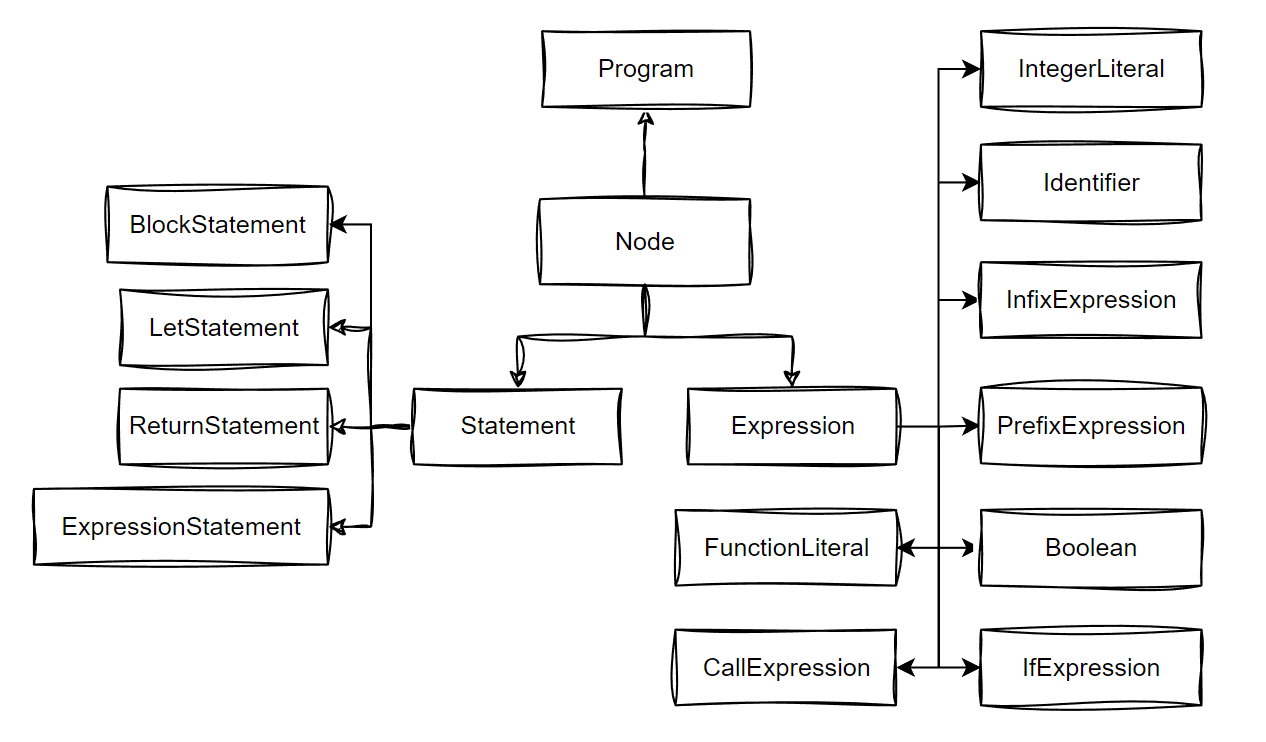 Program
Node
Statement
Expression
BlockStatement
LetStatement
ReturnStatement
ExpressionStatement
IntegerLiteral
Identifier
InfixExpression
PrefixExpression
FunctionLiteral
Boolean
CallExpression
IfExpression